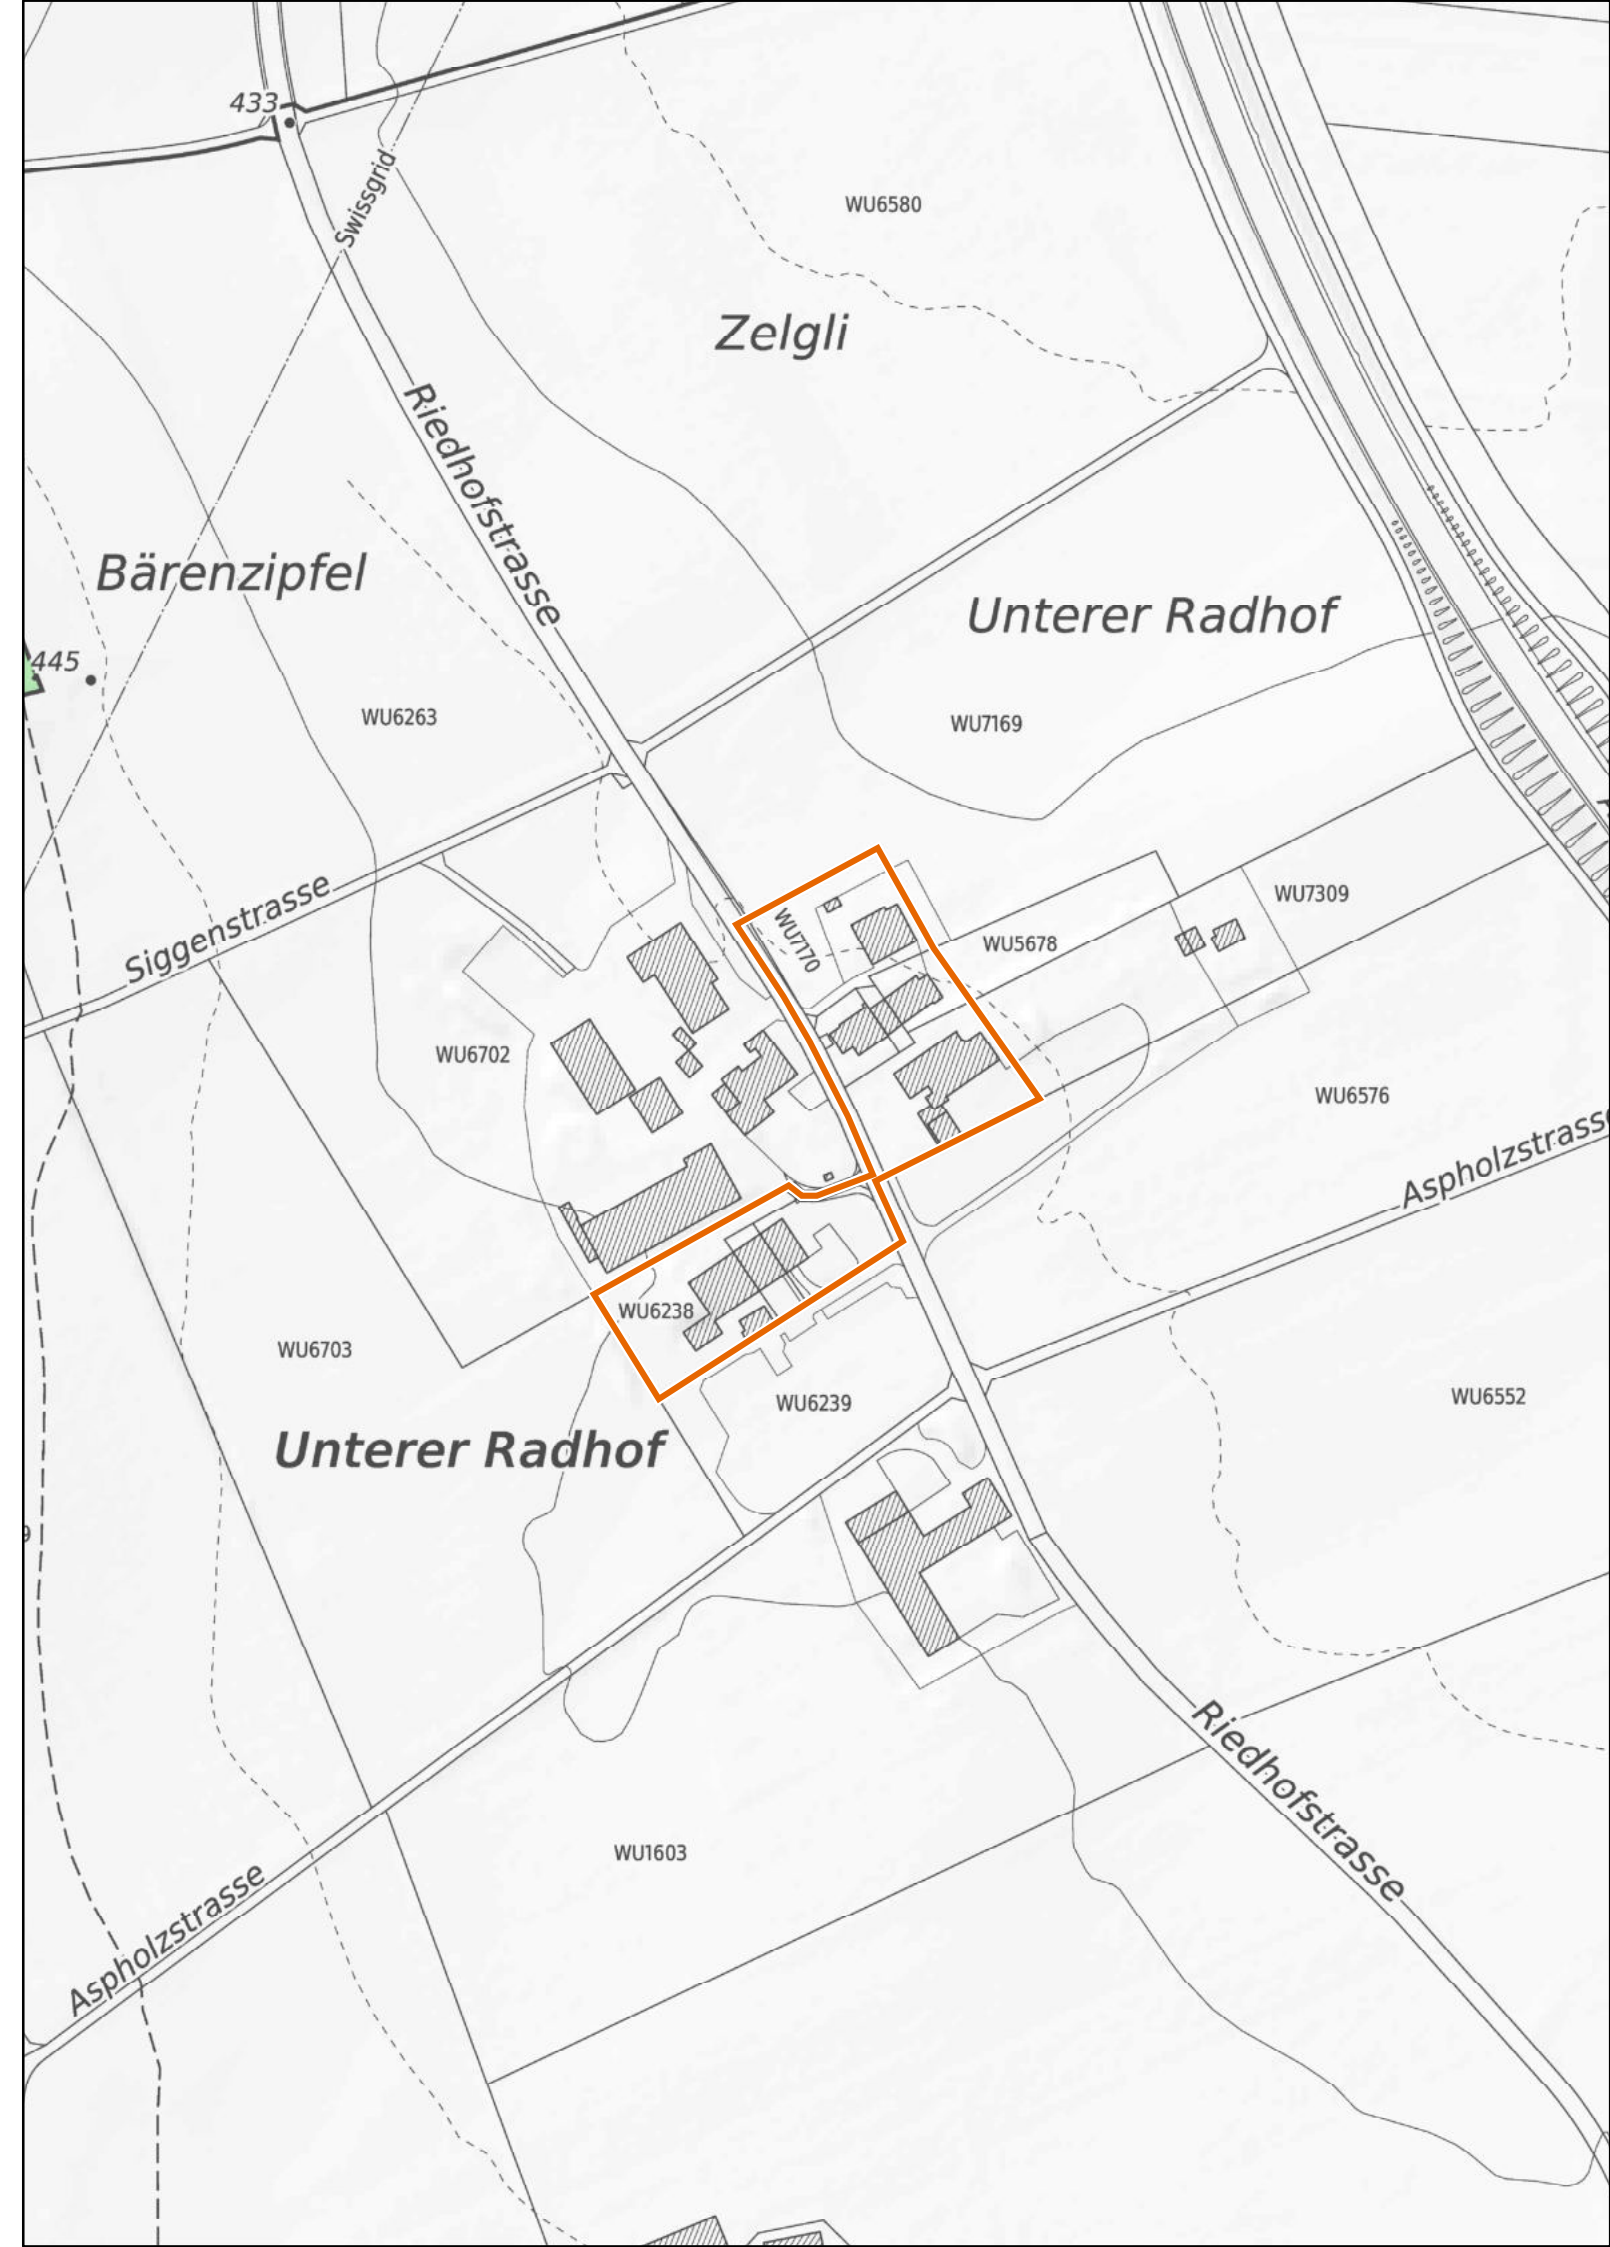 433
Swissgrid
WU6580
Zelgli
Riedhofstrasse
Bärenzipfel
Unterer Radhof
445
WU6263
WU7169
Siggenstrasse
WU7170
WU5678
WU7309
WU6702
WU6576
Aspholzstrasse
WU6238
WU6703
WU6239
WU6552
Unterer Radhof
9
Riedhofstrasse
WU1603
Aspholzstrasse